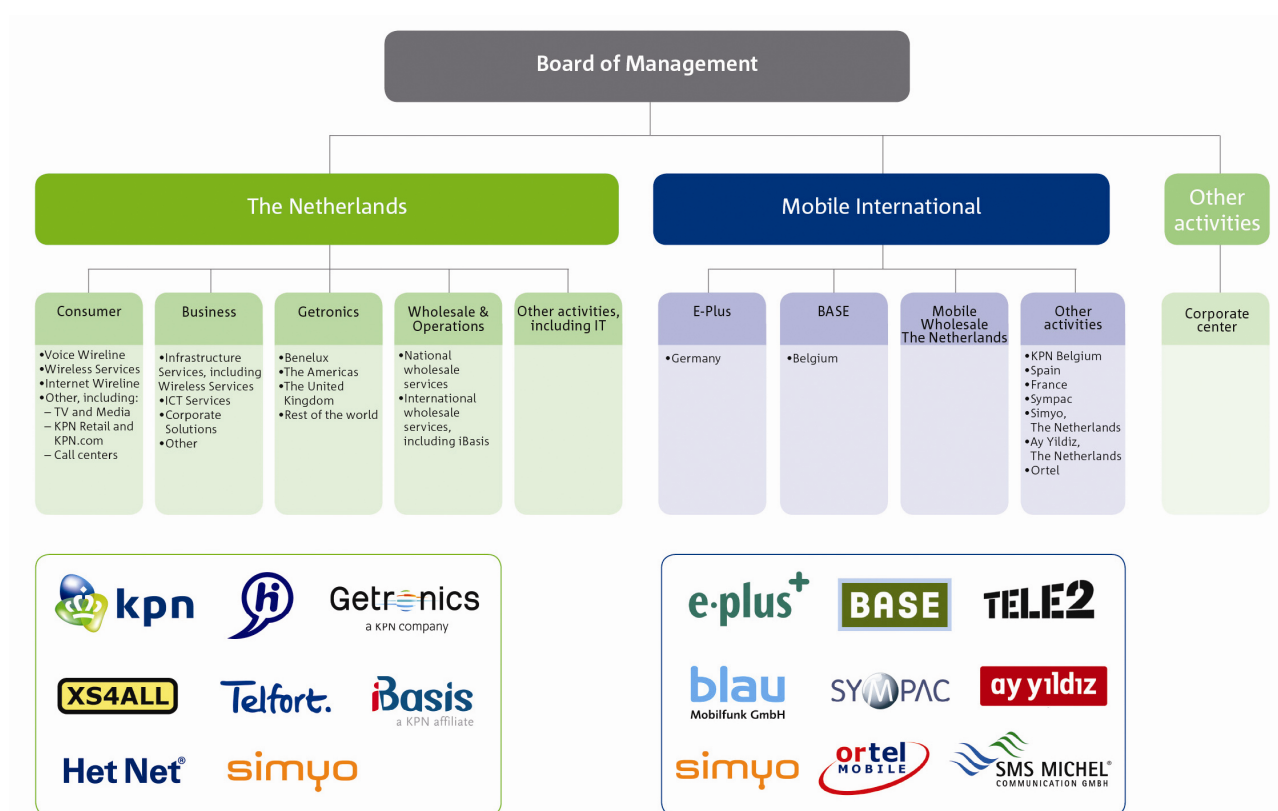 Board of Management
The Netherlands
Mobile International
Other
activities
Consumer
•Voice Wireline
•Wireless Services
•Internet Wireline
•Other, including:
– TV and Media
– KPN Retail and
KPN.com
– Call centers
Business
•Infrastructure
Services, including
Wireless Services
•ICT Services
•Corporate
Solutions
•Other
Getronics
•Benelux
•The Americas
•The United
Kingdom
•Rest of the world
Wholesale &
Operations
•National
wholesale
services
•International
wholesale
services,
including iBasis
Other activities,
including IT
E-Plus
•Germany
BASE
•Belgium
Mobile
Wholesale
The Netherlands
Other
activities
•KPN Belgium
•Spain
•France
•Sympac
•Simyo,
The Netherlands
•Ay Yildiz,
The Netherlands
•Ortel
Corporate
center
kpn
hi
Getronics
a KPN company
XS4ALL
Telfort.
iBasis
a KPN affiliate
Het Net®
simyo
e·plus+
BASE
TELE2
blau
Mobilfunk GmbH
SYMPAC
ay yıldız
simyo
ortel
MOBILE
SMS MICHEL®
COMMUNICATION GMBH